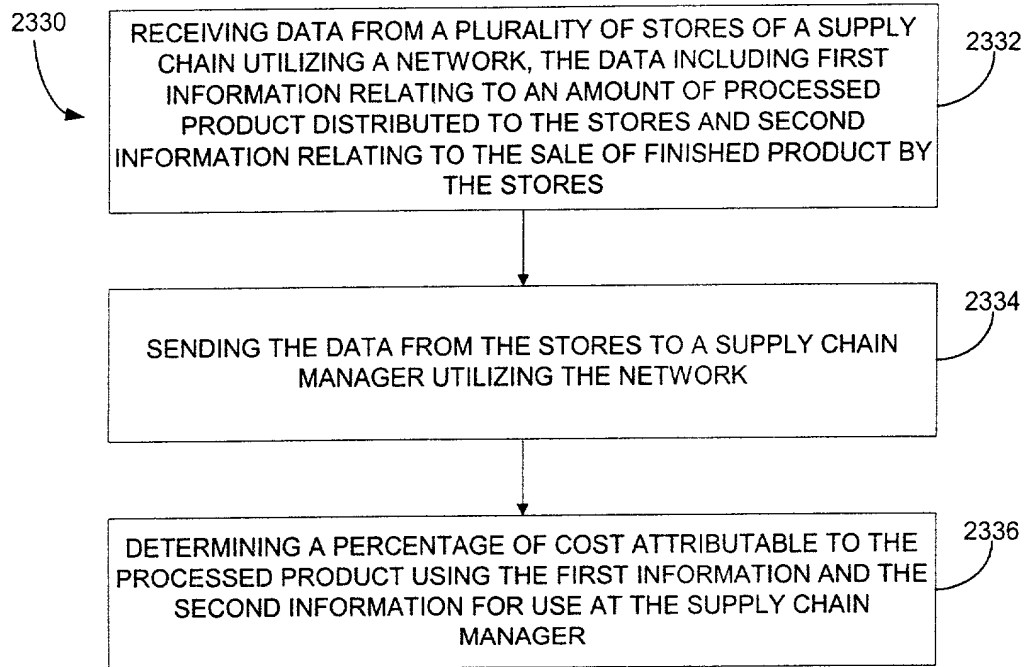 2330
RECEIVING DATA FROM A PLURALITY OF STORES OF A SUPPLY
CHAIN UTILIZING A NETWORK, THE DATA INCLUDING FIRST
INFORMATION RELATING TO AN AMOUNT OF PROCESSED
PRODUCT DISTRIBUTED TO THE STORES AND SECOND
INFORMATION RELATING TO THE SALE OF FINISHED PRODUCT BY
THE STORES
2332
SENDING THE DATA FROM THE STORES TO A SUPPLY CHAIN
MANAGER UTILIZING THE NETWORK
2334
DETERMINING A PERCENTAGE OF COST ATTRIBUTABLE TO THE
PROCESSED PRODUCT USING THE FIRST INFORMATION AND THE
SECOND INFORMATION FOR USE AT THE SUPPLY CHAIN
MANAGER
2336